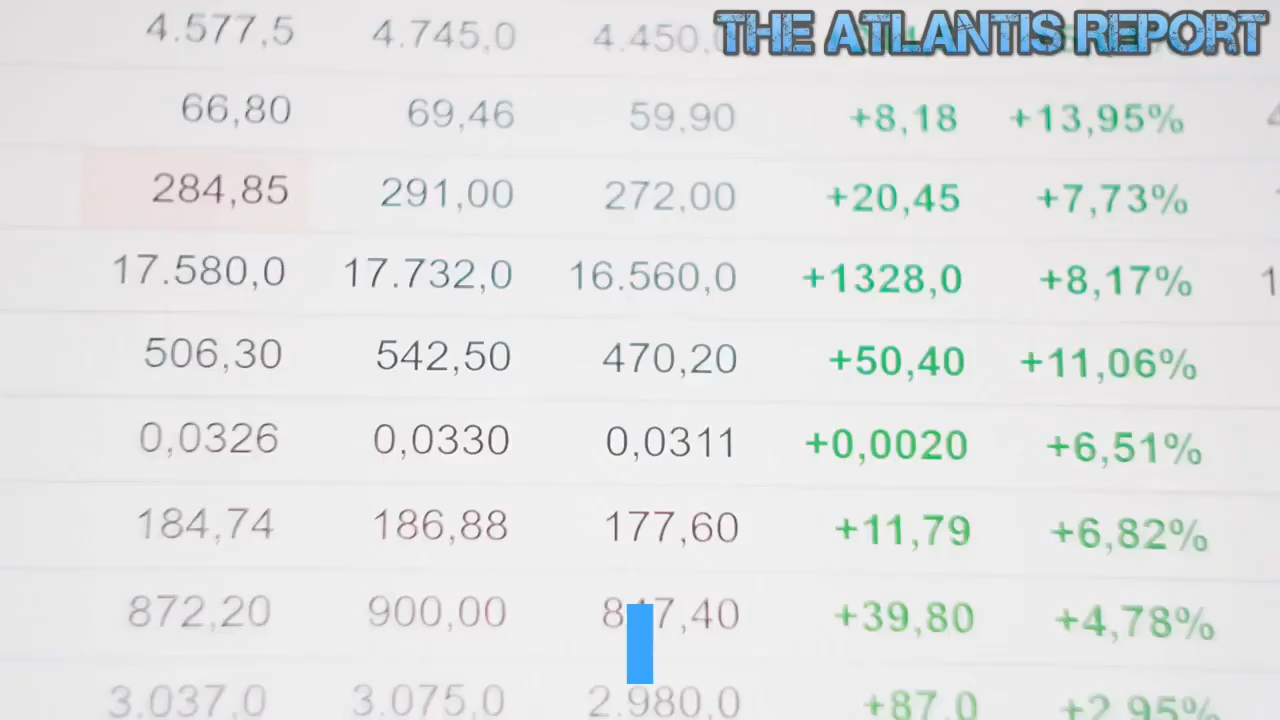 THE ATLANTIS REPORT
4.577,5 4.745,0
66,80 69,46 59,90 +8,18 +13,95%
284,85 291,00 272,00 +20,45 +7,73%
17.580,0 17.732,0 16.560,0 +1328,0 +8,17%
506,30 542,50 470,20 +50,40 +11,06%
0,0326 0,0330 0,0311 +0,0020 +6,51%
184,74 186,88 177,60 +11,79 +6,82%
872,20 900,00 +39,80 +4,78%
3.037,0 3.075,0 2.980,0 +87,0 +2,95%